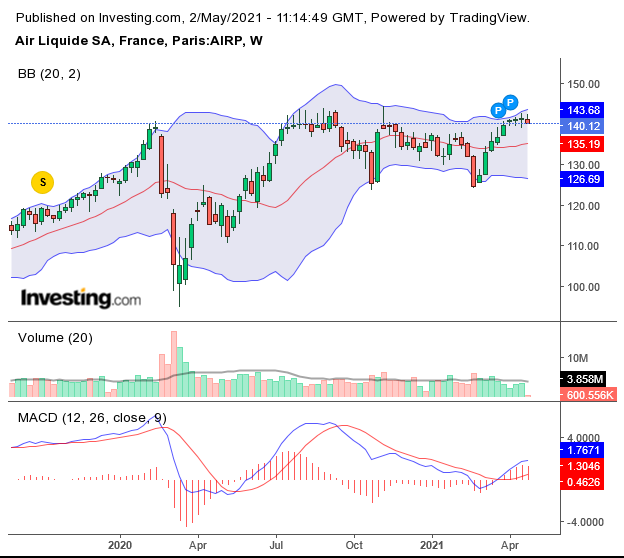 Published on Investing.com, 2/May/2021 - 11:14:49 GMT, Powered by TradingView.
Air Liquide SA, France, Paris:AIRP, W
BB (20, 2)
150.00
143.68
140.12
135.19
130.00
126.69
120.00
110.00
100.00
P
P
S
Investing.com
Volume (20)
10M
3.858M
600.556K
MACD (12, 26, close, 9)
4.0000
1.7671
1.3046
0.4626
-4.0000
2020
Apr
Jul
Oct
2021
Apr